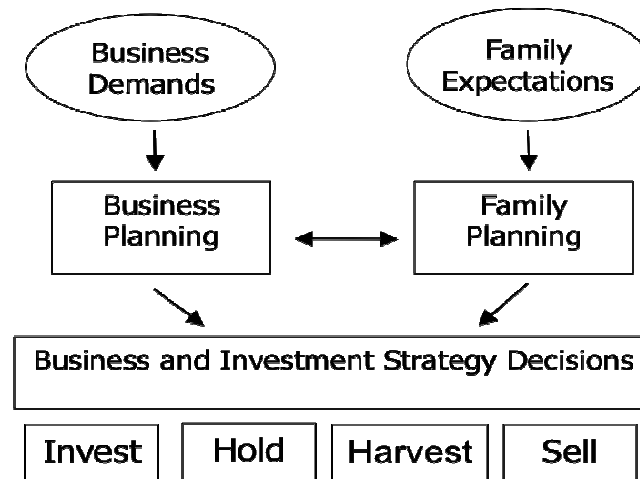 Business
Demands
Family
Expectations
Business
Planning
Family
Planning
Business and Investment Strategy Decisions
Invest
Hold
Harvest
Sell